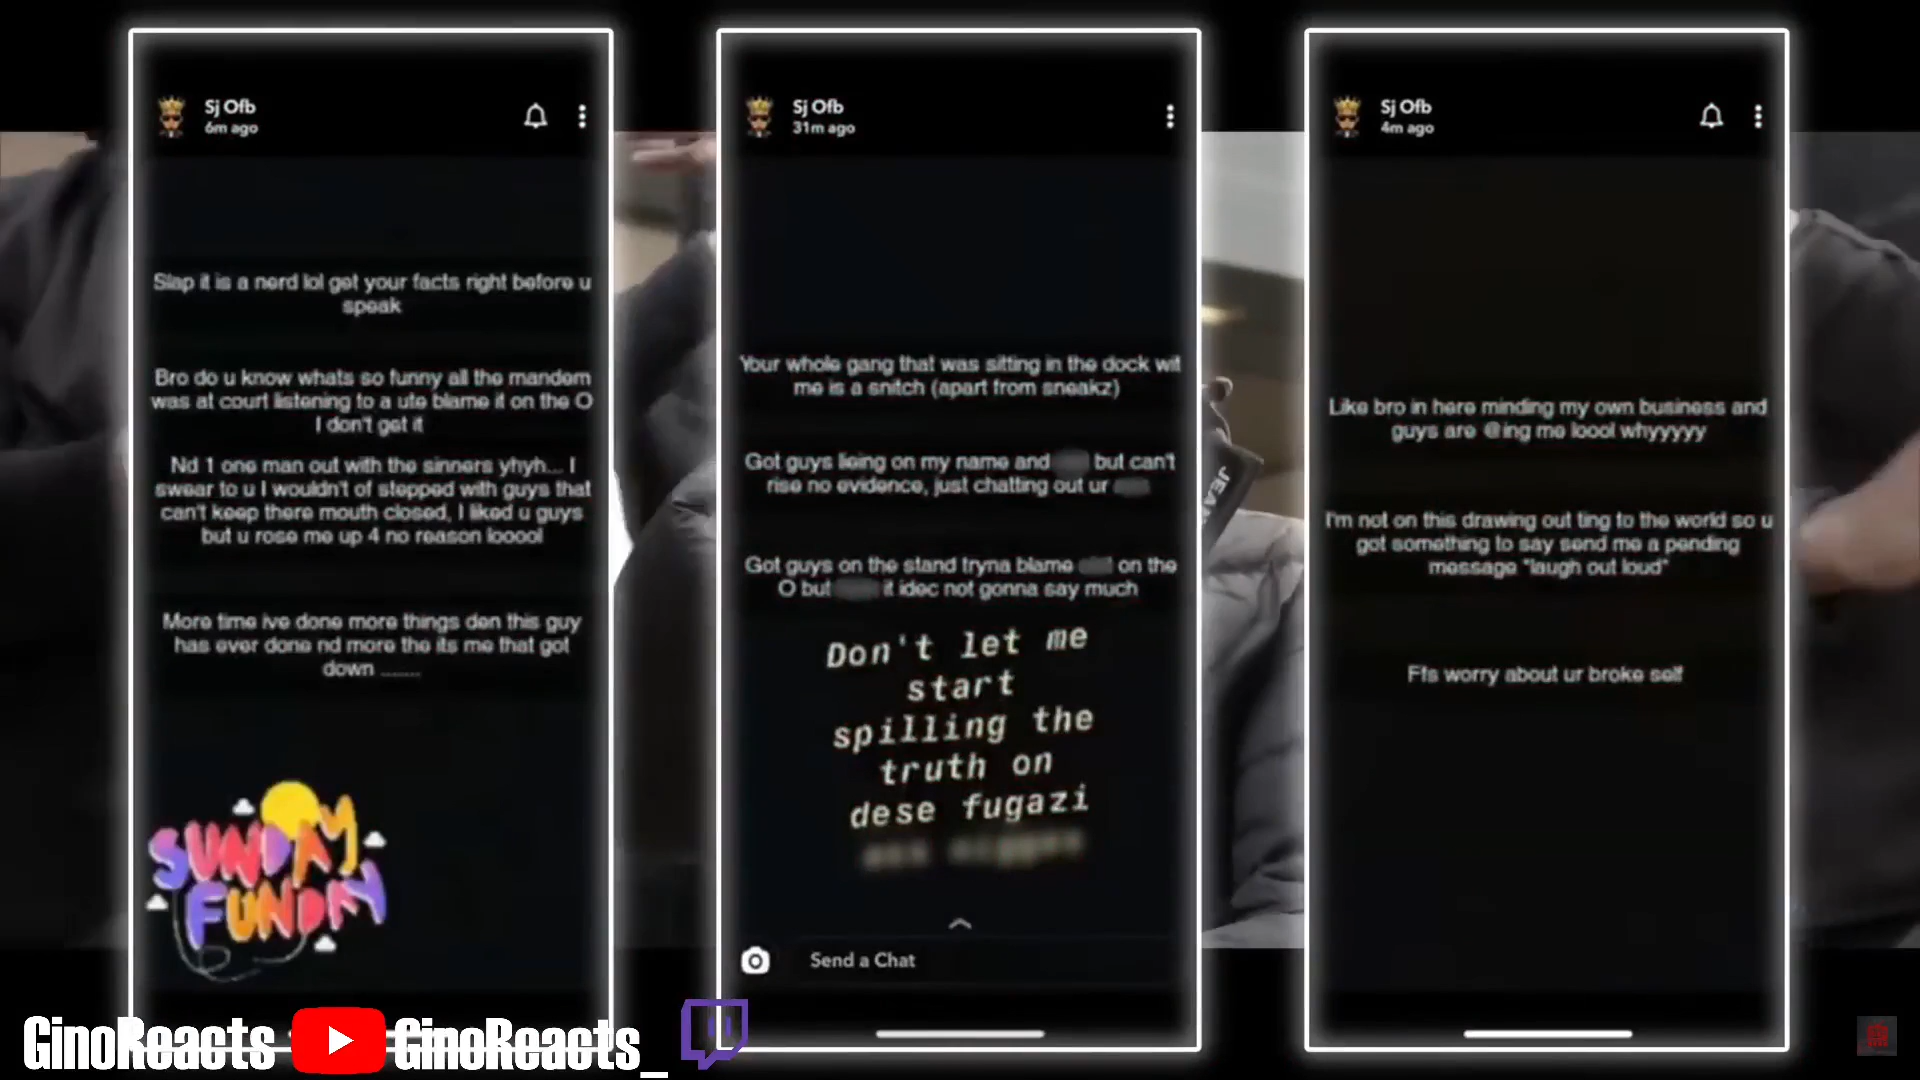 Sj Ofb
6m ago
Slap it is a nerd lol get your facts right before u
speak
Bro do u know whats so funny all the mandem
was at court listening to a ute blame it on the O
I don't get it
Nd 1 one man out with the sinners yhyh... I
swear to u I wouldn't of stepped with guys that
can't keep there mouth closed, I liked u guys
but u rose me up 4 no reason looool
More time ive done more things den this guy
has ever done nd more the its me that got
down .......
SUNDAY
FUNDAY
Sj Ofb
31m ago
Your whole gang that was sitting in the dock wit
me is a snitch (apart from sneakz)
Got guys lieing on my name and but can't
rise no evidence, just chatting out ur
Got guys on the stand tryna blame on the
O but it idec not gonna say much
Don't let me
start
spilling the
truth on
dese fugazi
Send a Chat
Sj Ofb
4m ago
Like bro in here minding my own business and
guys are @ing me loool whyyyyy
I'm not on this drawing out ting to the world so u
got something to say send me a pending
message "laugh out loud"
Ffs worry about ur broke self
JEAN
GinoReacts GinoReacts_